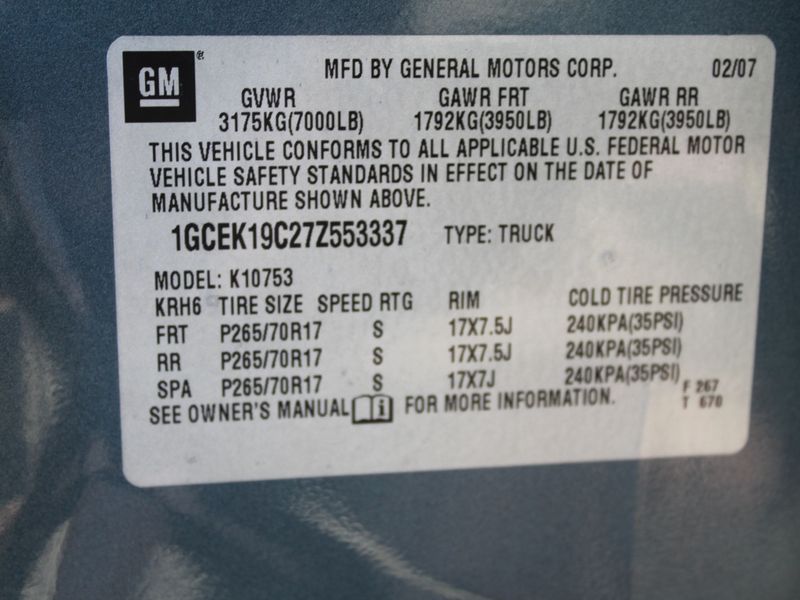 GM ®
MFD BY GENERAL MOTORS CORP. 02/07
GVWR GAWR FRT GAWR RR
3175KG(7000LB) 1792KG(3950LB) 1792KG(3950LB)
THIS VEHICLE CONFORMS TO ALL APPLICABLE U.S. FEDERAL MOTOR
VEHICLE SAFETY STANDARDS IN EFFECT ON THE DATE OF
MANUFACTURE SHOWN ABOVE.
1GCEK19C27Z553337 TYPE: TRUCK
MODEL: K10753
KRH6 TIRE SIZE SPEED RTG RIM COLD TIRE PRESSURE
FRT P265/70R17 S 17X7.5J 240KPA(35PSI)
RR P265/70R17 S 17X7.5J 240KPA(35PSI)
SPA P265/70R17 S 17X7J 240KPA(35PSI)
SEE OWNER'S MANUAL i FOR MORE INFORMATION.
F 267
T 670